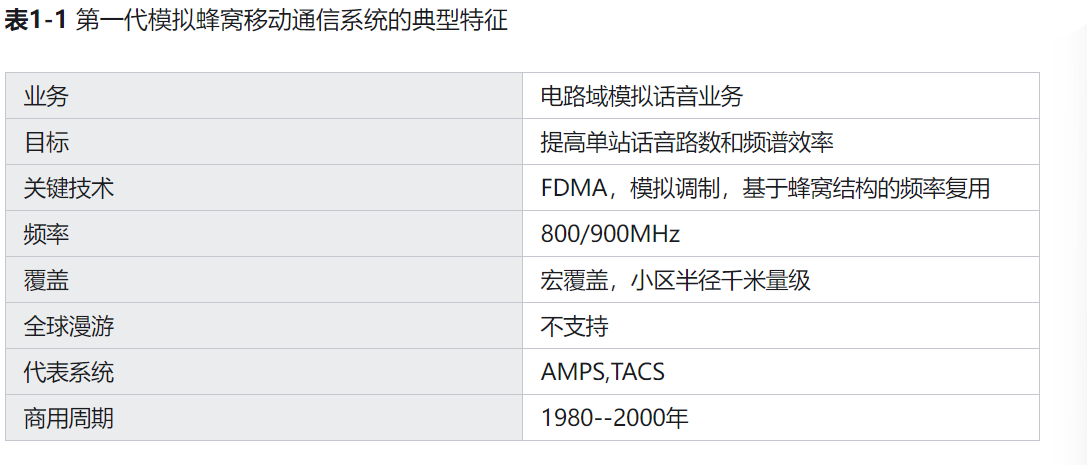 表1-1 第一代模拟蜂窝移动通信系统的典型特征
业务 电路域模拟话音业务
目标 提高单站话音路数和频谱效率
关键技术 FDMA，模拟调制，基于蜂窝结构的频率复用
频率 800/900MHz
覆盖 宏覆盖，小区半径千米量级
全球漫游 不支持
代表系统 AMPS,TACS
商用周期 1980--2000年